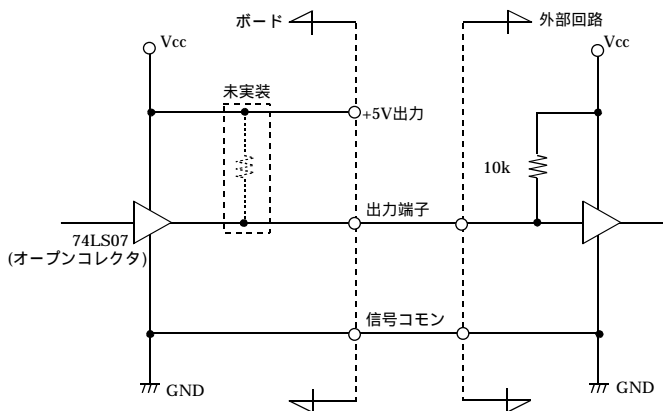 ボード
外部回路
Vcc
Vcc
未実装
+5V出力
10k
出力端子
74LS07
(オープンコレクタ)
信号コモン
GND
GND